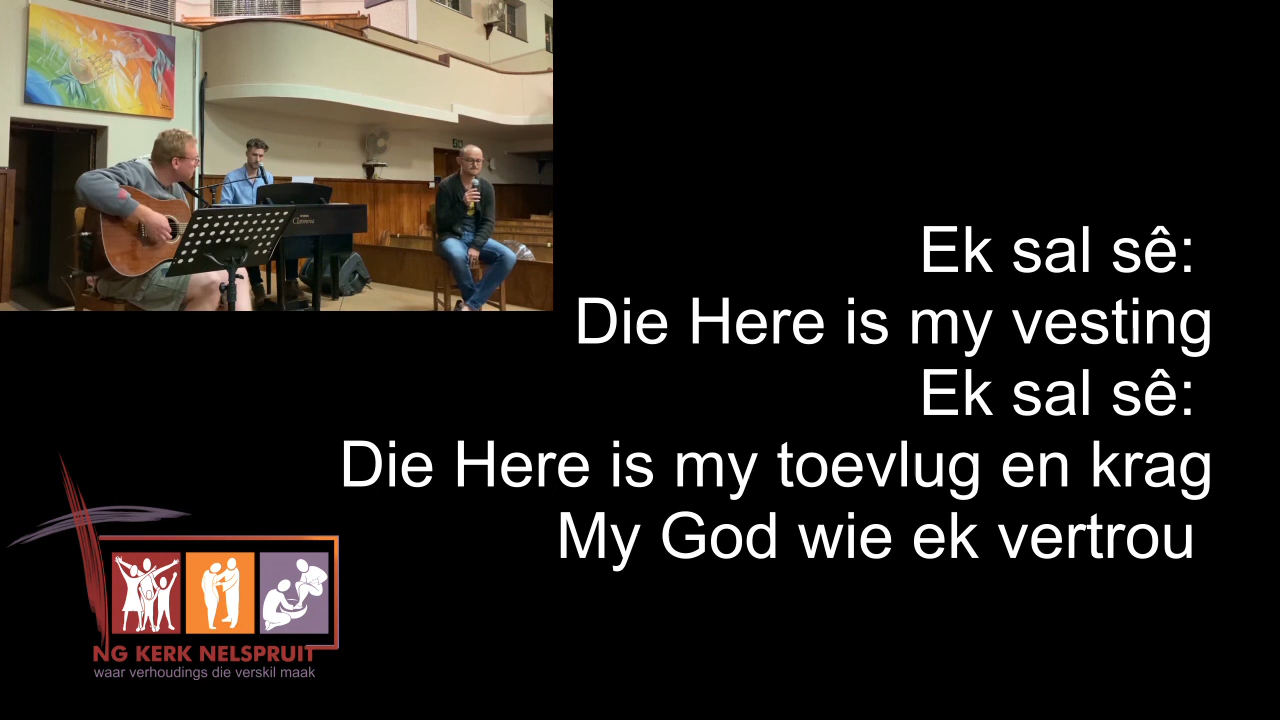 Ek sal sê:
Die Here is my vesting
Ek sal sê:
Die Here is my toevlug en krag
My God wie ek vertrou
NG KERK NELSPRUIT
waar verhoudings die verskil maak